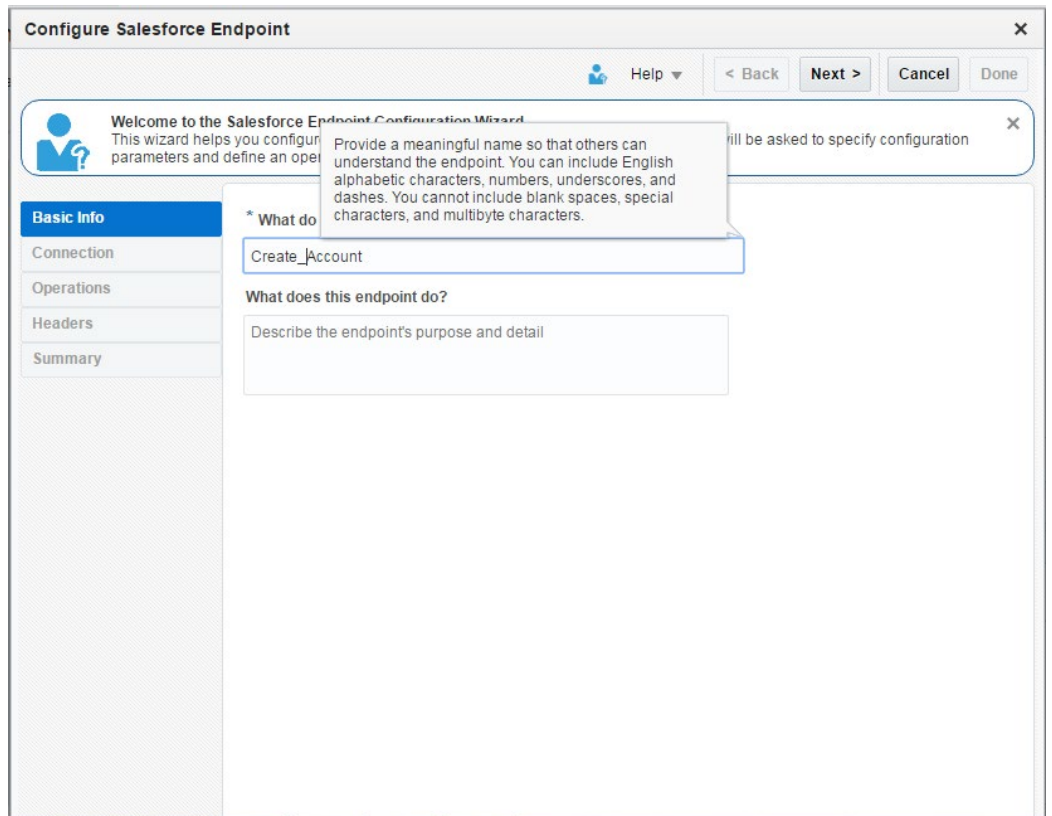 Configure Salesforce Endpoint
Help
< Back
Next >
Cancel
Done
Welcome to the Salesforce Endpoint Configuration Wizard
This wizard helps you configur
ill be asked to specify configuration
parameters and define an oper
Provide a meaningful name so that others can
understand the endpoint. You can include English
alphabetic characters, numbers, underscores, and
dashes. You cannot include blank spaces, special
characters, and multibyte characters.
Basic Info
Connection
Operations
Headers
Summary
* What do
Create_Account
What does this endpoint do?
Describe the endpoint's purpose and detail